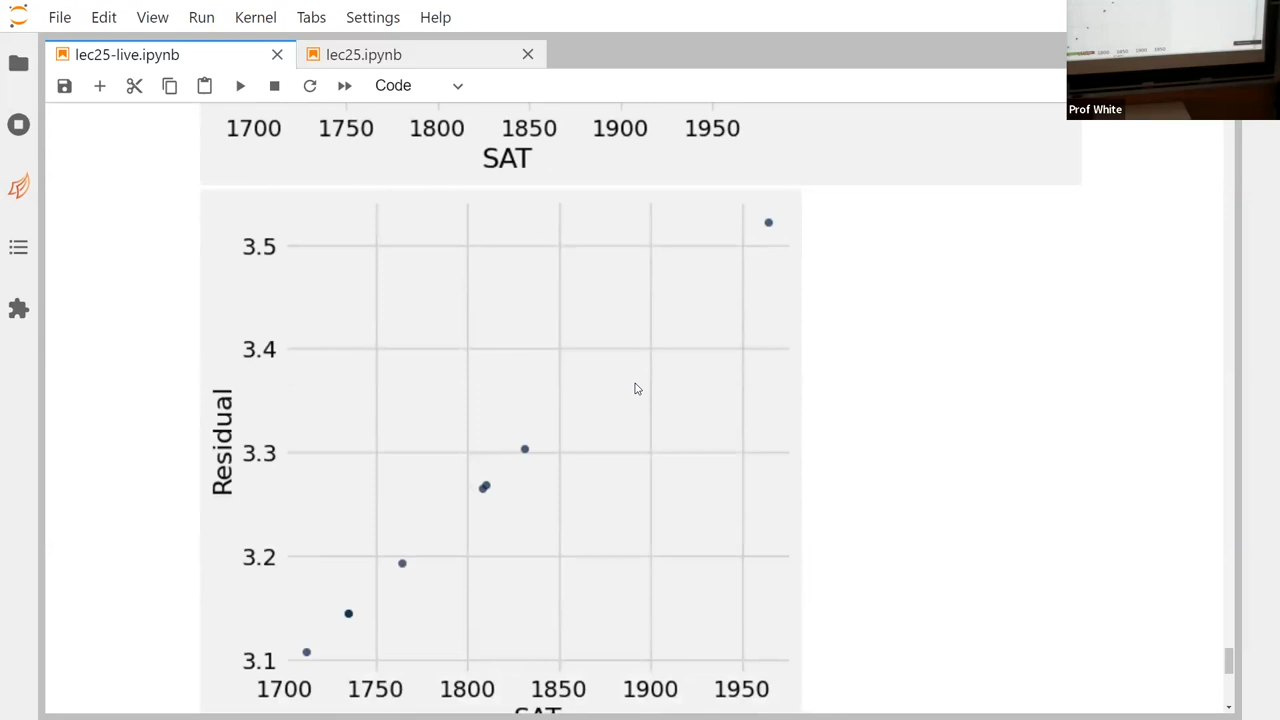 File Edit View Run Kernel Tabs Settings Help
lec25-live.ipynb lec25.ipynb
Code
Prof White
1700 1750 1800 1850 1900 1950
SAT
3.5
3.4
3.3
3.2
3.1
Residual
1700 1750 1800 1850 1900 1950
SAT